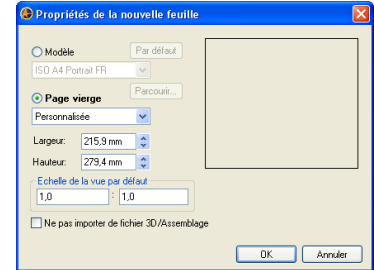 Propriétés de la nouvelle feuille
Modèle
Par défaut
ISO A4 Portrait FR
Parcourir...
Page vierge
Personnalisée
Largeur: 215,9 mm
Hauteur: 279,4 mm
Echelle de la vue par défaut
1,0 : 1,0
Ne pas importer de fichier 3D/Assemblage
OK Annuler